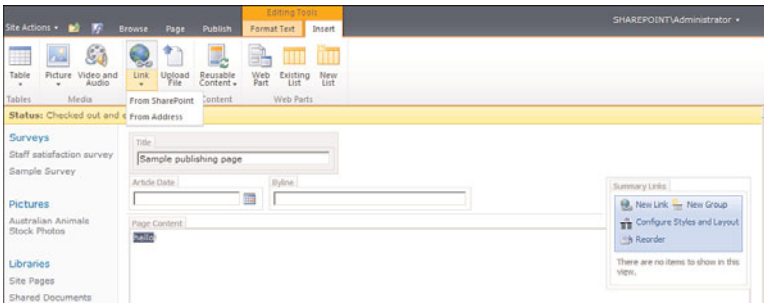 Editing Tools
Site Actions Browse Page Publish Format Text Insert SHAREPOINT\Administrator
Table Picture Video and Audio Link Upload File Reusable Content Web Part Existing List New List
Tables Media Content Web Parts
From SharePoint
From Address
Status: Checked out and
Surveys
Staff satisfaction survey
Sample Survey
Pictures
Australian Animals
Stock Photos
Libraries
Site Pages
Shared Documents
Title
Sample publishing page
Article Date Byline
Page Content
hello
Summary Links
New Link New Group
Configure Styles and Layout
Reorder
There are no items to show in this
view.